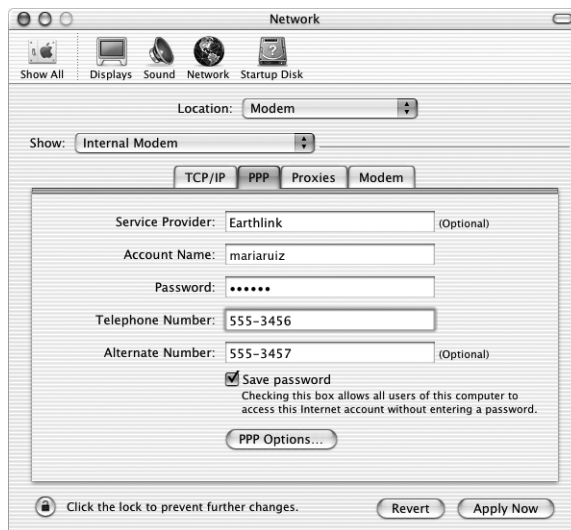 Network
Show All Displays Sound Network Startup Disk
Location: Modem
Show: Internal Modem
TCP/IP PPP Proxies Modem
Service Provider: Earthlink (Optional)
Account Name: mariaruiz
Password: ••••••
Telephone Number: 555-3456
Alternate Number: 555-3457 (Optional)
Save password
Checking this box allows all users of this computer to
access this Internet account without entering a password.
PPP Options...
Click the lock to prevent further changes. Revert Apply Now